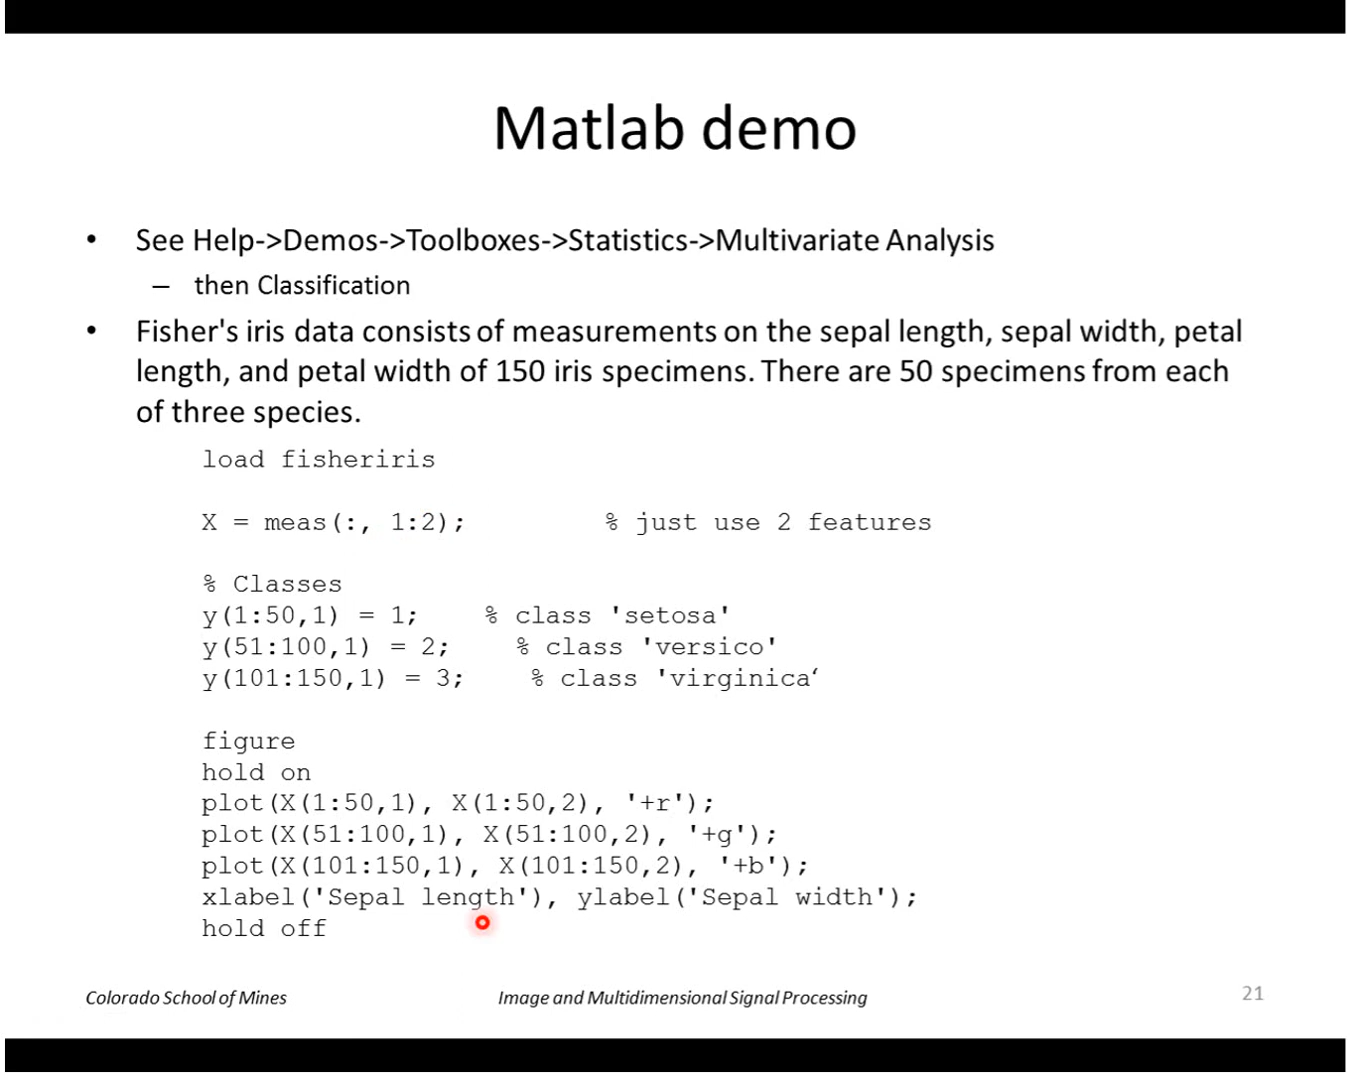 Matlab demo
• See Help->Demos->Toolboxes->Statistics->Multivariate Analysis
– then Classification
• Fisher's iris data consists of measurements on the sepal length, sepal width, petal
length, and petal width of 150 iris specimens. There are 50 specimens from each
of three species.
load fisheriris
X = meas(:, 1:2);         % just use 2 features
% Classes
y(1:50,1) = 1;    % class 'setosa'
y(51:100,1) = 2;    % class 'versico'
y(101:150,1) = 3;    % class 'virginica‘
figure
hold on
plot(X(1:50,1), X(1:50,2), '+r');
plot(X(51:100,1), X(51:100,2), '+g');
plot(X(101:150,1), X(101:150,2), '+b');
xlabel('Sepal length'), ylabel('Sepal width');
hold off
Colorado School of Mines
Image and Multidimensional Signal Processing
21